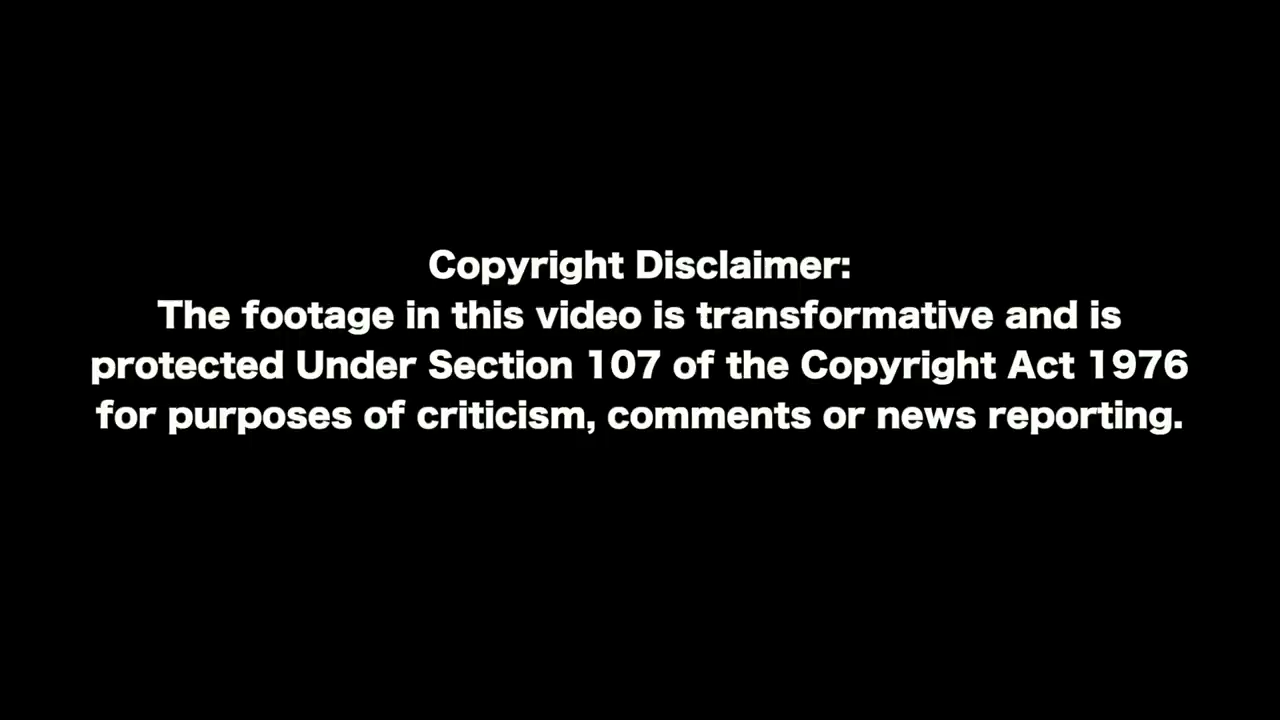 Copyright Disclaimer:
The footage in this video is transformative and is
protected Under Section 107 of the Copyright Act 1976
for purposes of criticism, comments or news reporting.